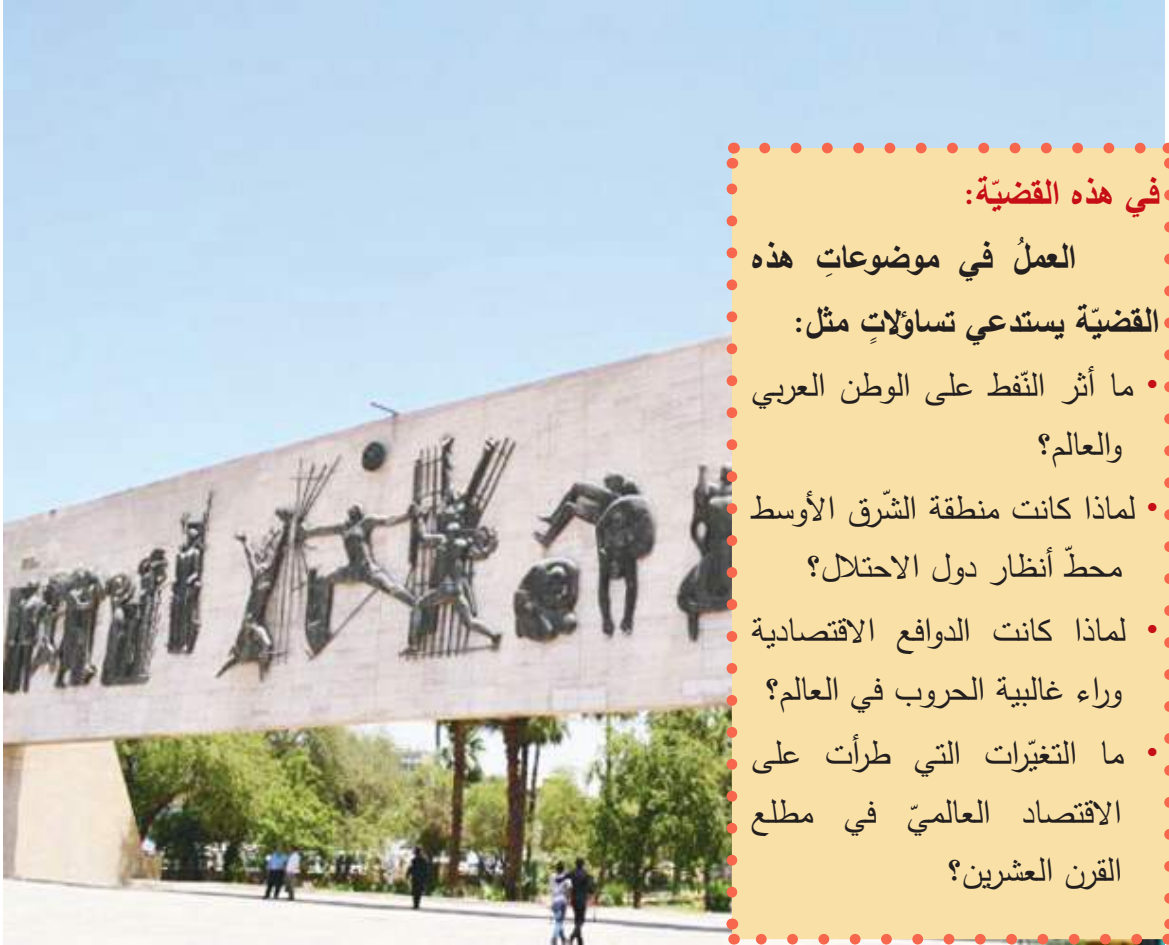 في هذه القضيّة:
العملُ في موضوعاتِ هذه
القضيّة يستدعي تساؤلاتٍ مثل:
• ما أثر النّفط على الوطن العربي
والعالم؟
• لماذا كانت منطقة الشّرق الأوسط
محطّ أنظار دول الاحتلال؟
• لماذا كانت الدوافع الاقتصادية
وراء غالبية الحروب في العالم؟
• ما التغيّرات التي طرأت على
الاقتصاد العالميّ في مطلع
القرن العشرين؟